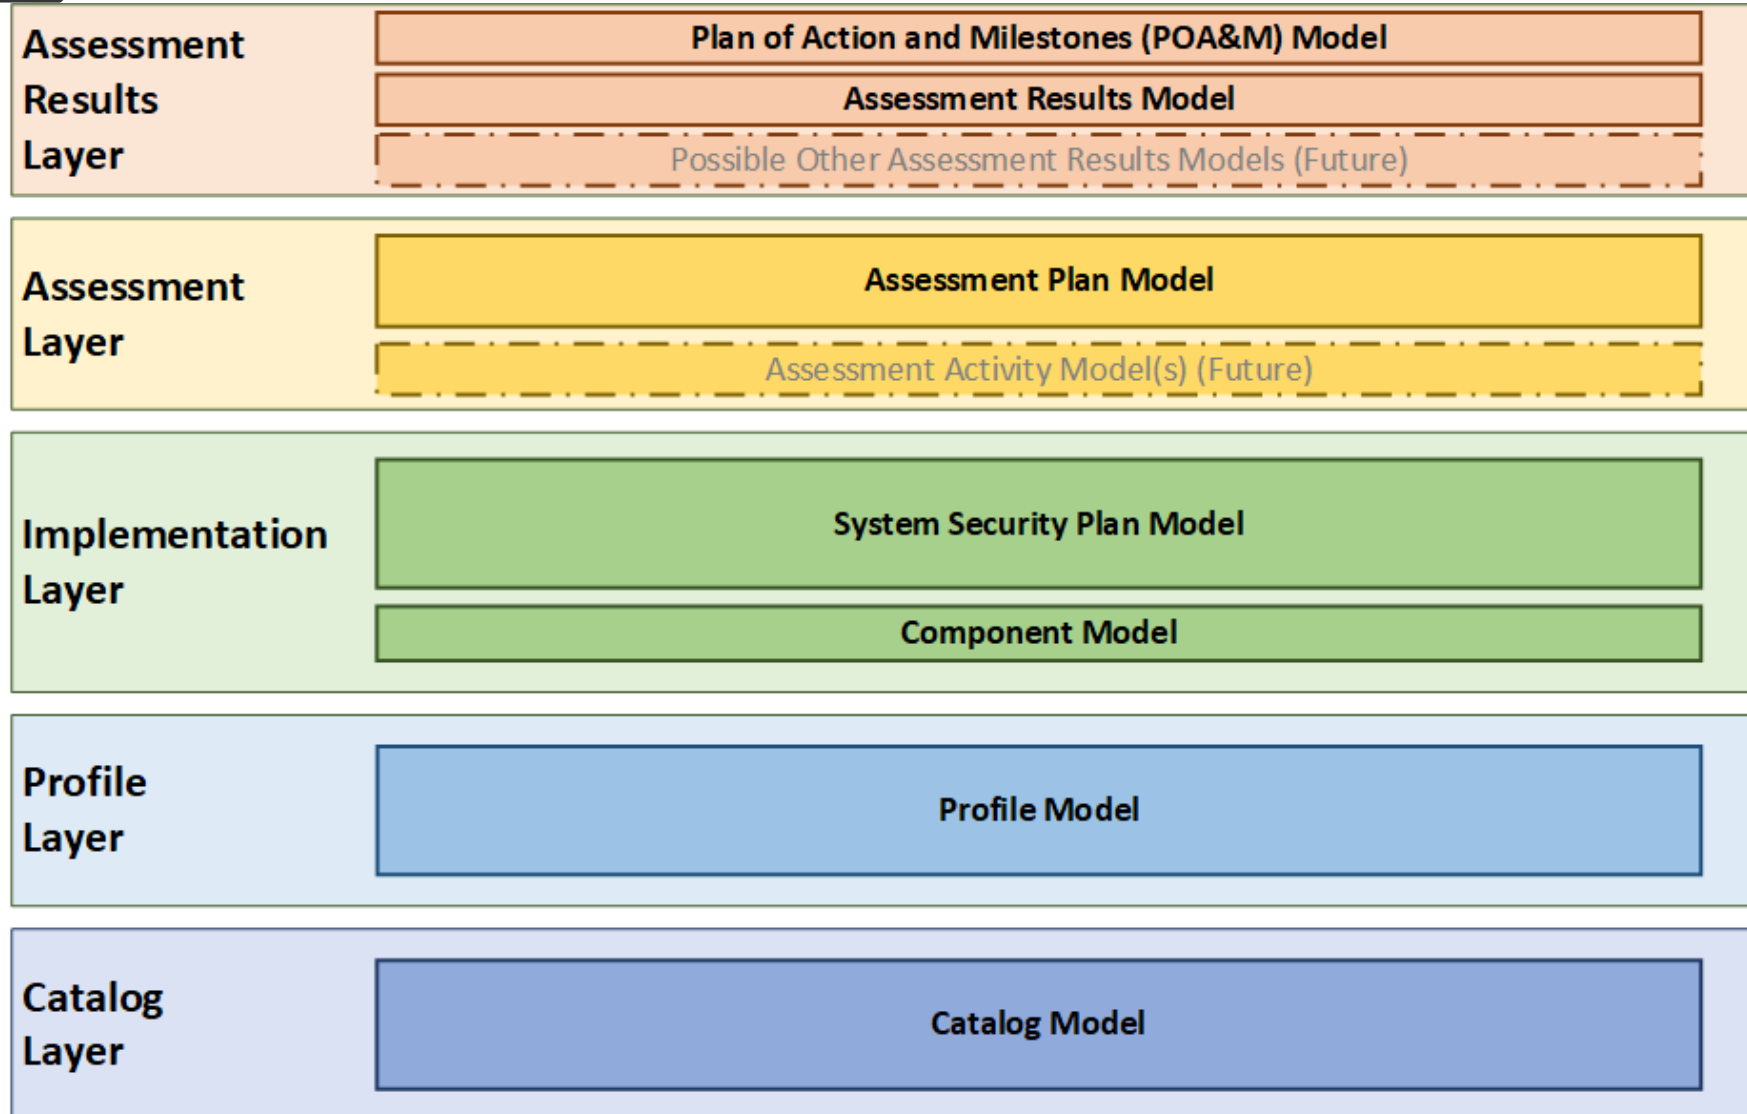 Assessment
Results
Layer
Plan of Action and Milestones (POA&M) Model
Assessment Results Model
Possible Other Assessment Results Models (Future)
Assessment
Layer
Assessment Plan Model
Assessment Activity Model(s) (Future)
Implementation
Layer
System Security Plan Model
Component Model
Profile
Layer
Profile Model
Catalog
Layer
Catalog Model